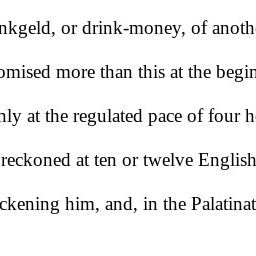 nkgeld, or drink-money, of anoth
omised more than this at the begin
nly at the regulated pace of four h
reckoned at ten or twelve English
ckening him, and, in the Palatinat